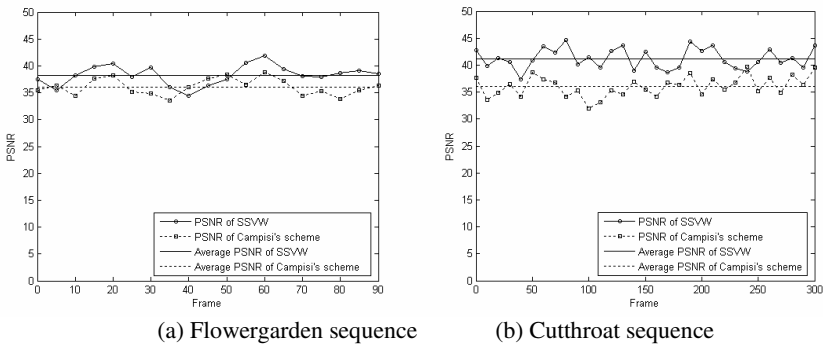 50
45
40
35
30
25
20
15
10
5
0
PSNR
PSNR of SSVW
PSNR of Campisi's scheme
Average PSNR of SSVW
Average PSNR of Campisi's scheme
0 10 20 30 40 50 60 70 80 90
Frame
(a) Flowergarden sequence
50
45
40
35
30
25
20
15
10
5
0
PSNR
PSNR of SSVW
PSNR of Campisi's scheme
Average PSNR of SSVW
Average PSNR of Campisi's scheme
0 50 100 150 200 250 300
Frame
(b) Cutthroat sequence